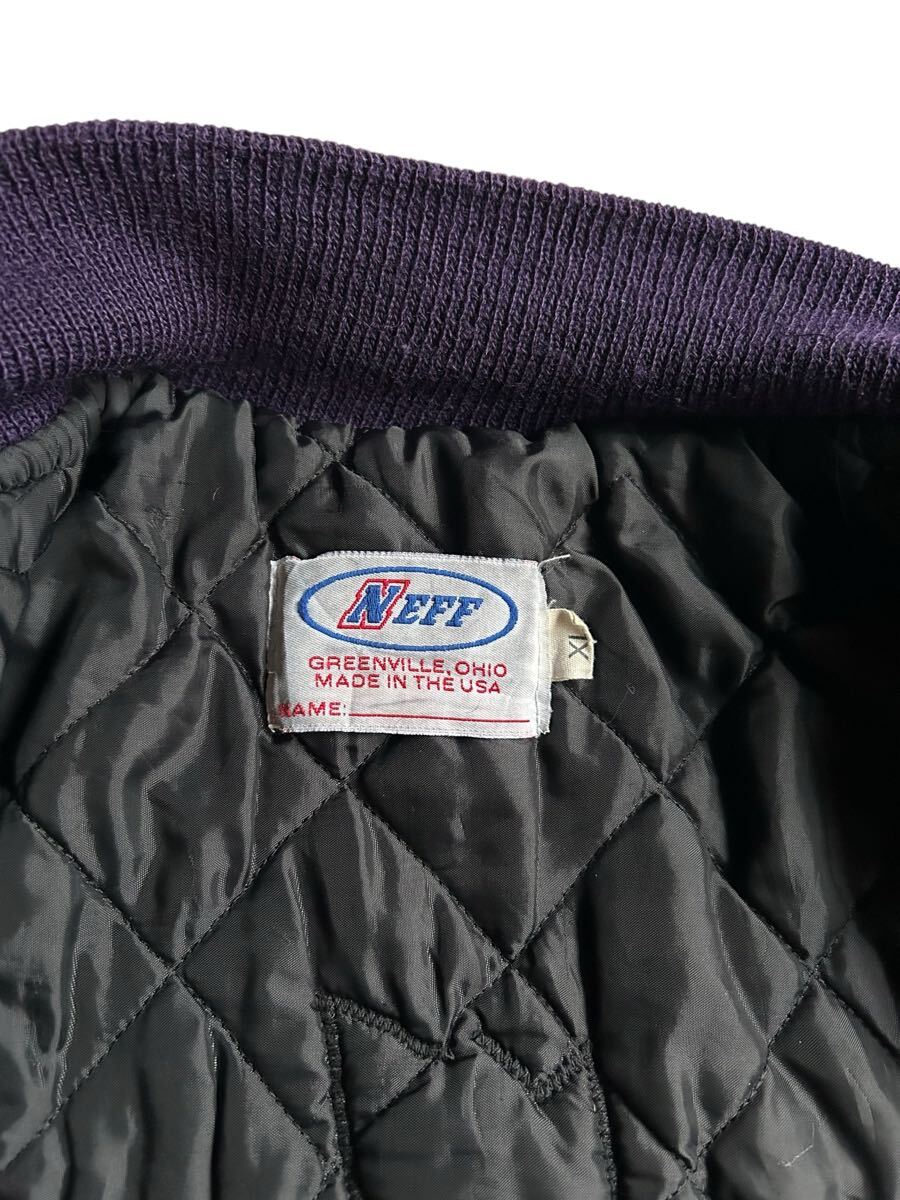 NEFF
GREENVILLE, OHIO
MADE IN THE USA
NAME:
XL